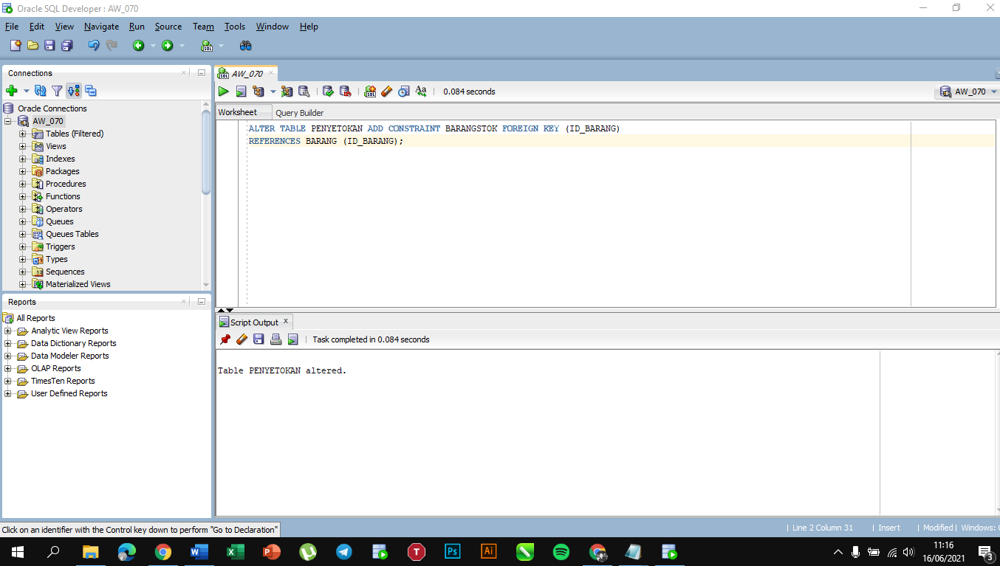 Oracle SQL Developer : AW_070
File Edit View Navigate Run Source Team Tools Window Help
Connections
Oracle Connections
AW_070
Tables (Filtered)
Views
Indexes
Packages
Procedures
Functions
Operators
Queues
Queues Tables
Triggers
Types
Sequences
Materialized Views
Reports
All Reports
Analytic View Reports
Data Dictionary Reports
Data Modeler Reports
OLAP Reports
TimesTen Reports
User Defined Reports
AW_070
0.084 seconds
AW_070
Worksheet Query Builder
ALTER TABLE PENYETOKAN ADD CONSTRAINT BARANGSTOK FOREIGN KEY (ID_BARANG)
REFERENCES BARANG (ID_BARANG);
Script Output
Task completed in 0.084 seconds
Table PENYETOKAN altered.
Click on an identifier with the Control key down to perform "Go to Declaration"
| Line 2 Column 31 | Insert | Modified | Windows:
11:16
16/06/2021
3